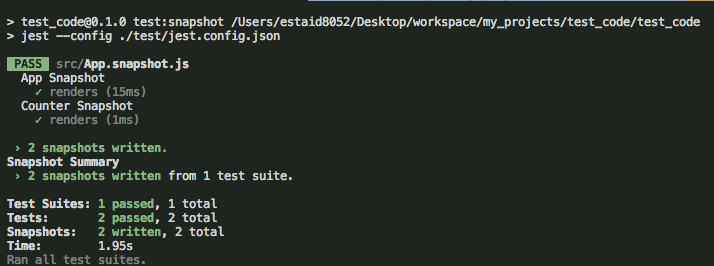 > test_code@0.1.0 test:snapshot /Users/estaid8052/Desktop/workspace/my_projects/test_code/test_code
> jest --config ./test/jest.config.json
PASS src/App.snapshot.js
App Snapshot
✓ renders (15ms)
Counter Snapshot
✓ renders (1ms)
› 2 snapshots written.
Snapshot Summary
› 2 snapshots written from 1 test suite.
Test Suites: 1 passed, 1 total
Tests: 2 passed, 2 total
Snapshots: 2 written, 2 total
Time: 1.95s
Ran all test suites.